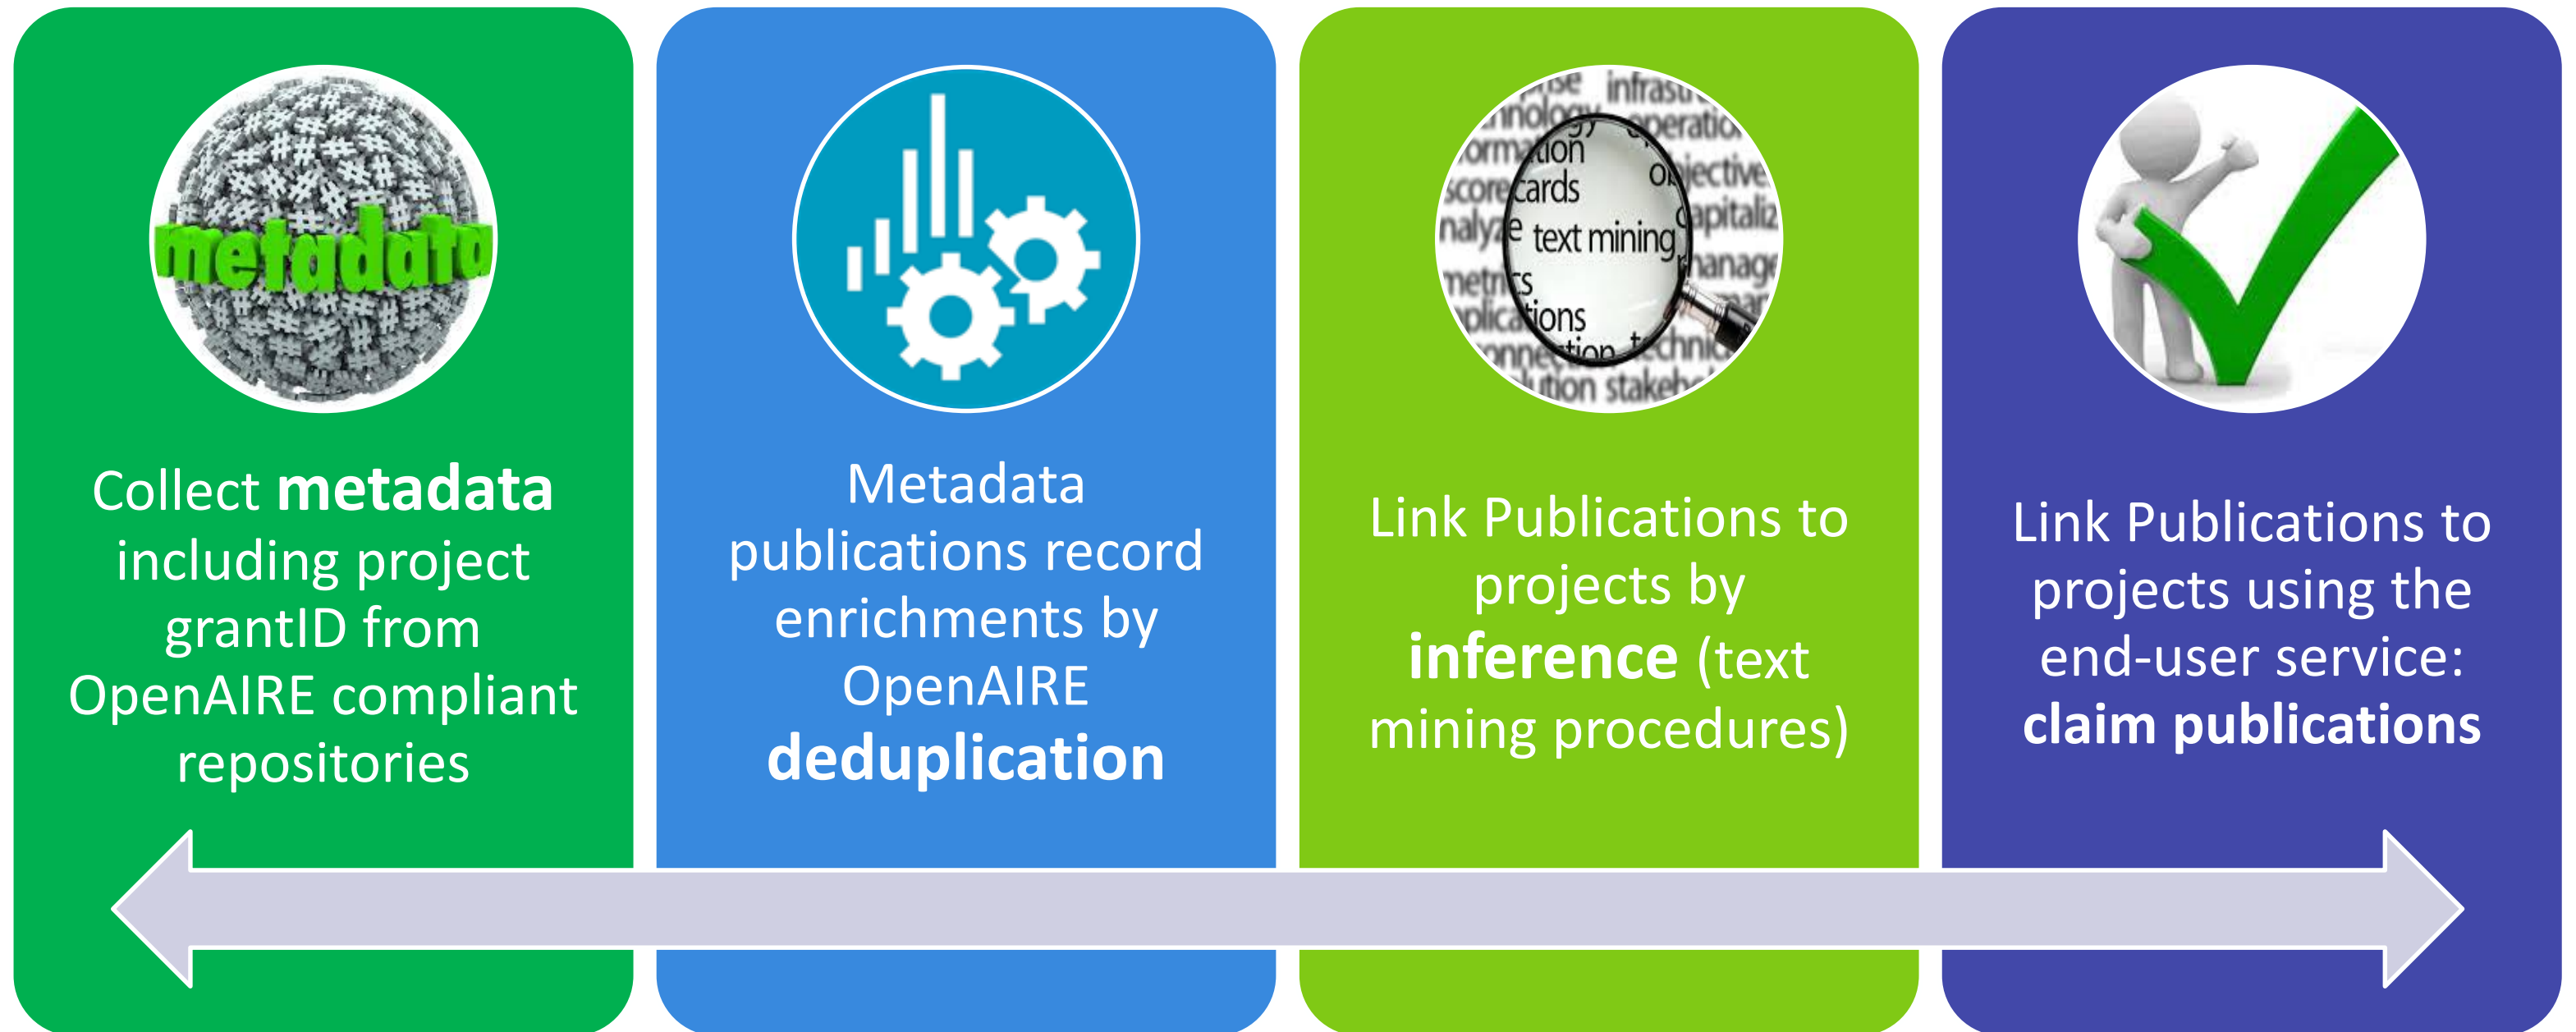 metadata
Collect metadata
including project
grantID from
OpenAIRE compliant
repositories
Metadata
publications record
enrichments by
OpenAIRE
deduplication
text mining
cards
Link Publications to
projects by
inference (text
mining procedures)
Link Publications to
projects using the
end-user service:
claim publications